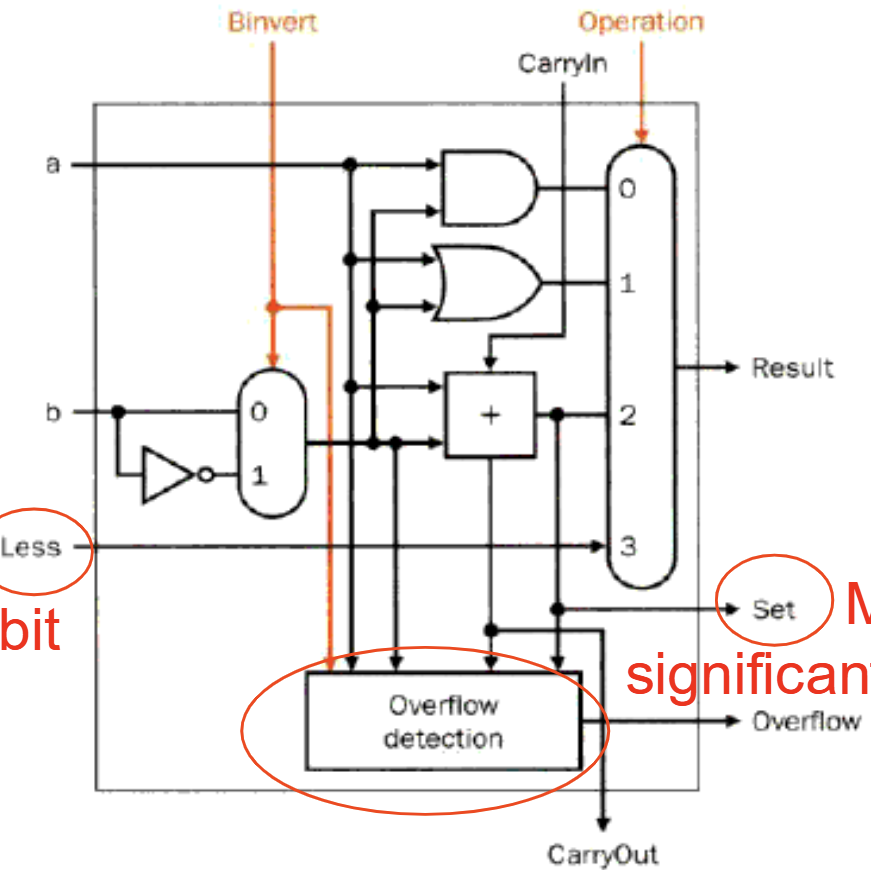 Binvert
Operation
CarryIn
a
0
1
Result
b
0
+
2
1
Less
3
bit
Set
M
significant
Overflow
detection
Overflow
CarryOut